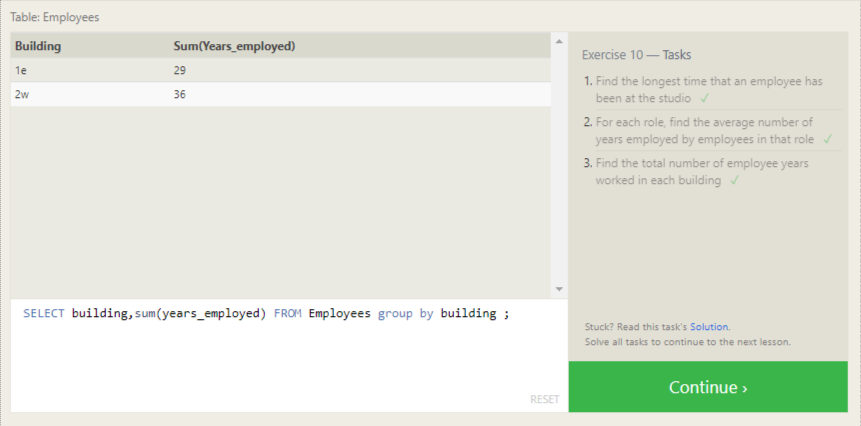 Table: Employees
Building Sum(Years_employed)
1e 29
2w 36
SELECT building,sum(years_employed) FROM Employees group by building ;
RESET
Exercise 10 — Tasks
1. Find the longest time that an employee has
been at the studio ✓
2. For each role, find the average number of
years employed by employees in that role ✓
3. Find the total number of employee years
worked in each building ✓
Stuck? Read this task's Solution.
Solve all tasks to continue to the next lesson.
Continue ›